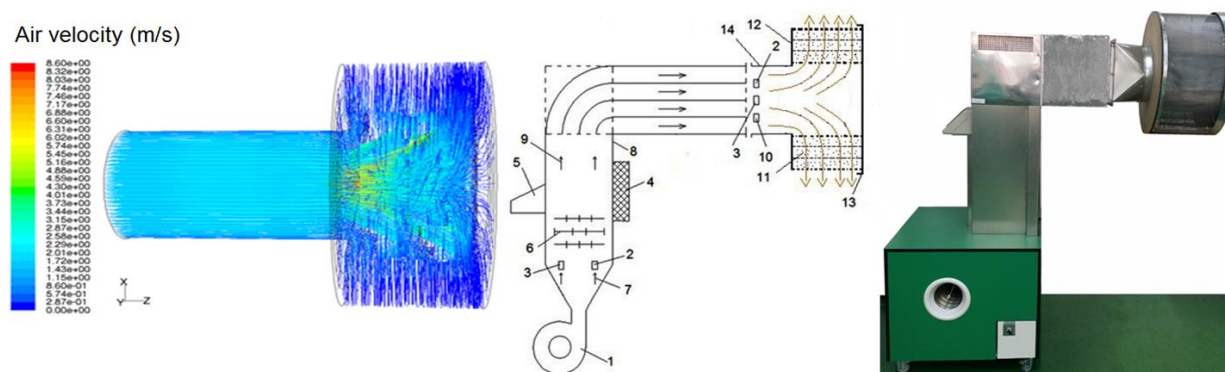 Air velocity (m/s)
8.60e+00
8.32e+00
8.03e+00
7.74e+00
7.46e+00
7.17e+00
6.88e+00
6.60e+00
6.31e+00
6.02e+00
5.74e+00
5.45e+00
5.16e+00
4.88e+00
4.59e+00
4.30e+00
4.01e+00
3.73e+00
3.44e+00
3.15e+00
2.87e+00
2.58e+00
2.29e+00
2.01e+00
1.72e+00
1.43e+00
1.15e+00
8.60e-01
5.74e-01
2.87e-01
0.00e+00
X
Y Z
12
14 2
9
8
3 10
5
4
11
13
6
3 2
7
1